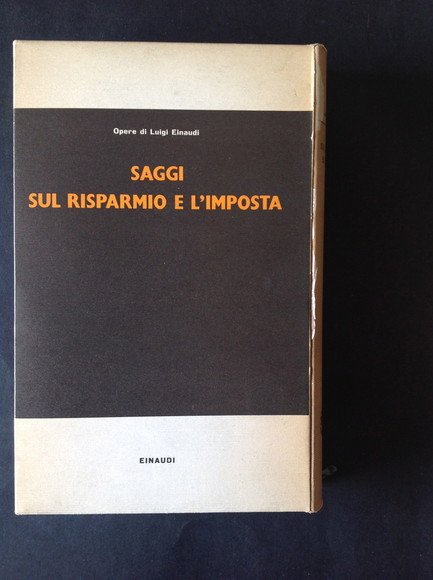 Opere di Luigi Einaudi
SAGGI
SUL RISPARMIO E L'IMPOSTA
EINAUDI